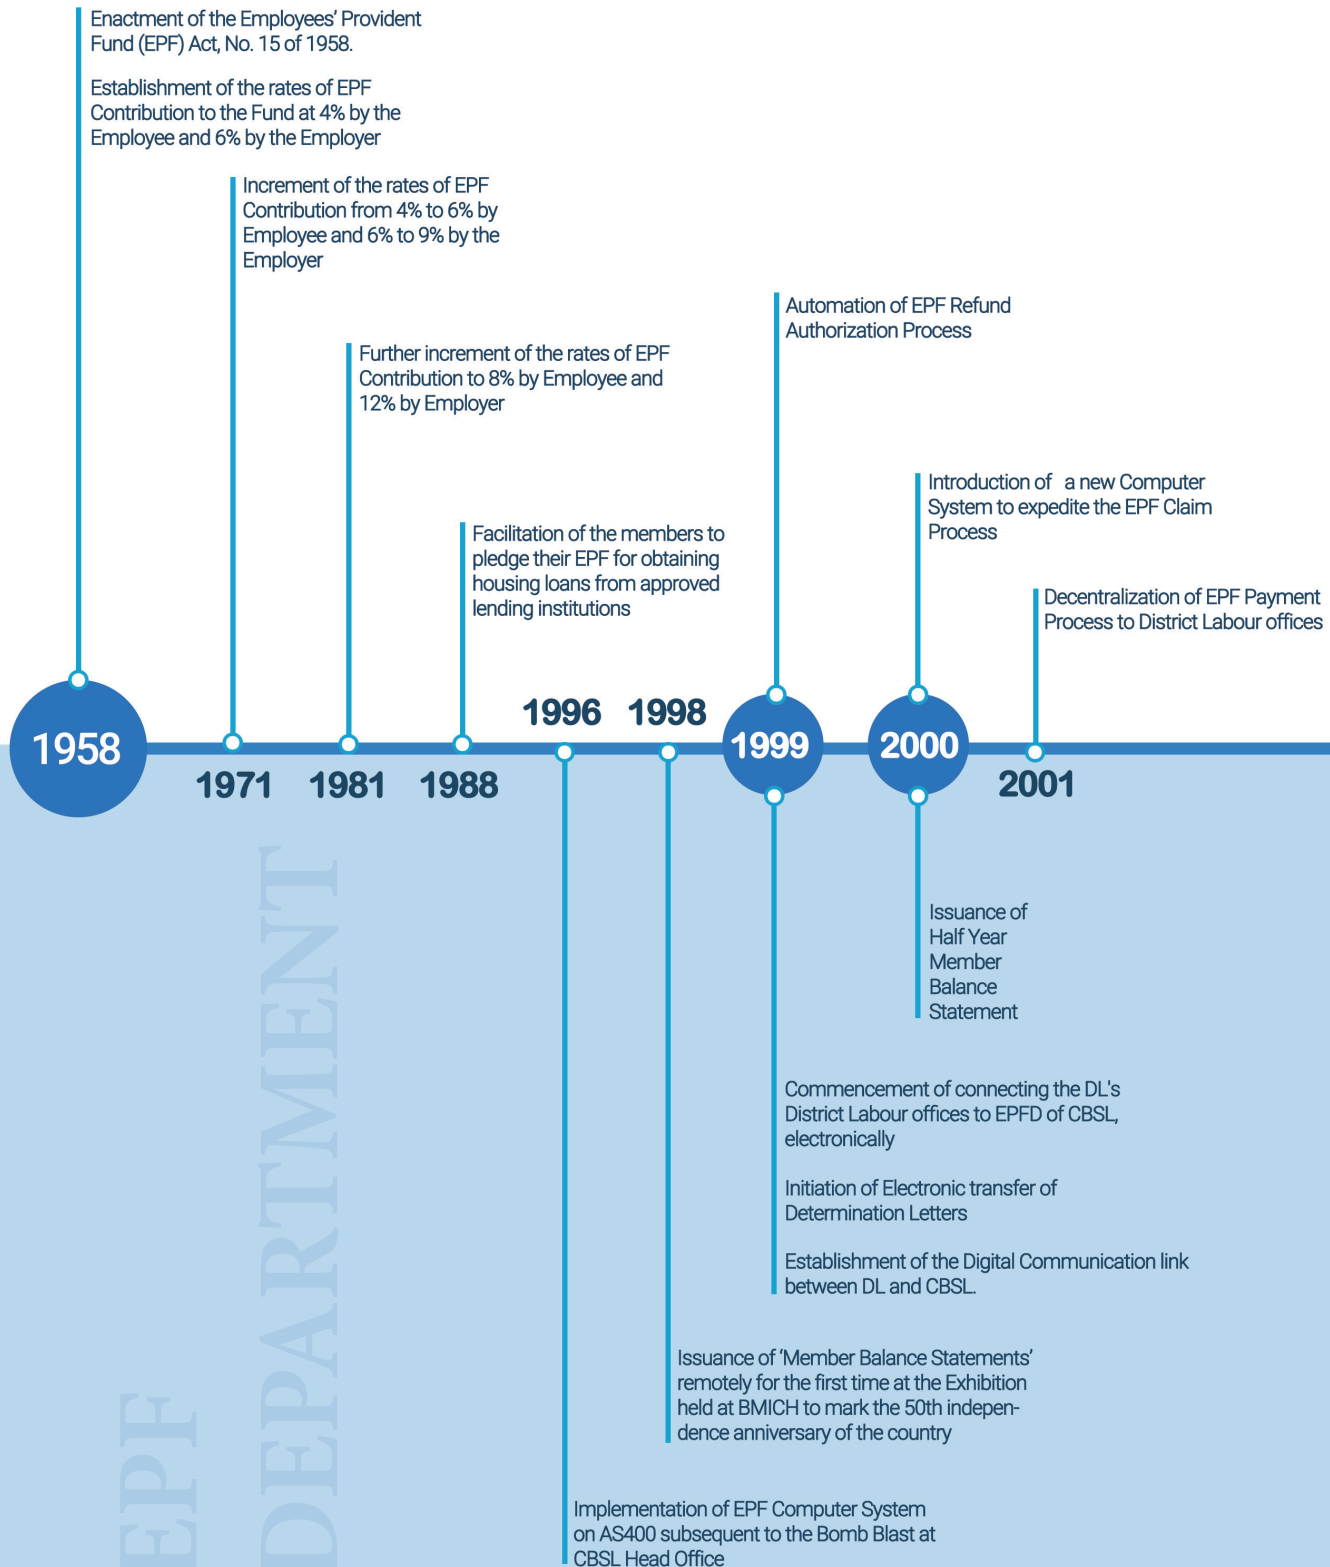 Enactment of the Employees’ Provident
Fund (EPF) Act, No. 15 of 1958.
Establishment of the rates of EPF
Contribution to the Fund at 4% by the
Employee and 6% by the Employer
Increment of the rates of EPF
Contribution from 4% to 6% by
Employee and 6% to 9% by the
Employer
Further increment of the rates of EPF
Contribution to 8% by Employee and
12% by Employer
Facilitation of the members to
pledge their EPF for obtaining
housing loans from approved
lending institutions
Automation of EPF Refund
Authorization Process
Introduction of a new Computer
System to expedite the EPF Claim
Process
Decentralization of EPF Payment
Process to District Labour offices
1958
1971
1981
1988
1996
1998
1999
2000
2001
Issuance of
Half Year
Member
Balance
Statement
Commencement of connecting the DL's
District Labour offices to EPFD of CBSL,
electronically
Initiation of Electronic transfer of
Determination Letters
Establishment of the Digital Communication link
between DL and CBSL.
Issuance of ‘Member Balance Statements’
remotely for the first time at the Exhibition
held at BMICH to mark the 50th indepen-
dence anniversary of the country
Implementation of EPF Computer System
on AS400 subsequent to the Bomb Blast at
CBSL Head Office
EPF
DEPARTMENT